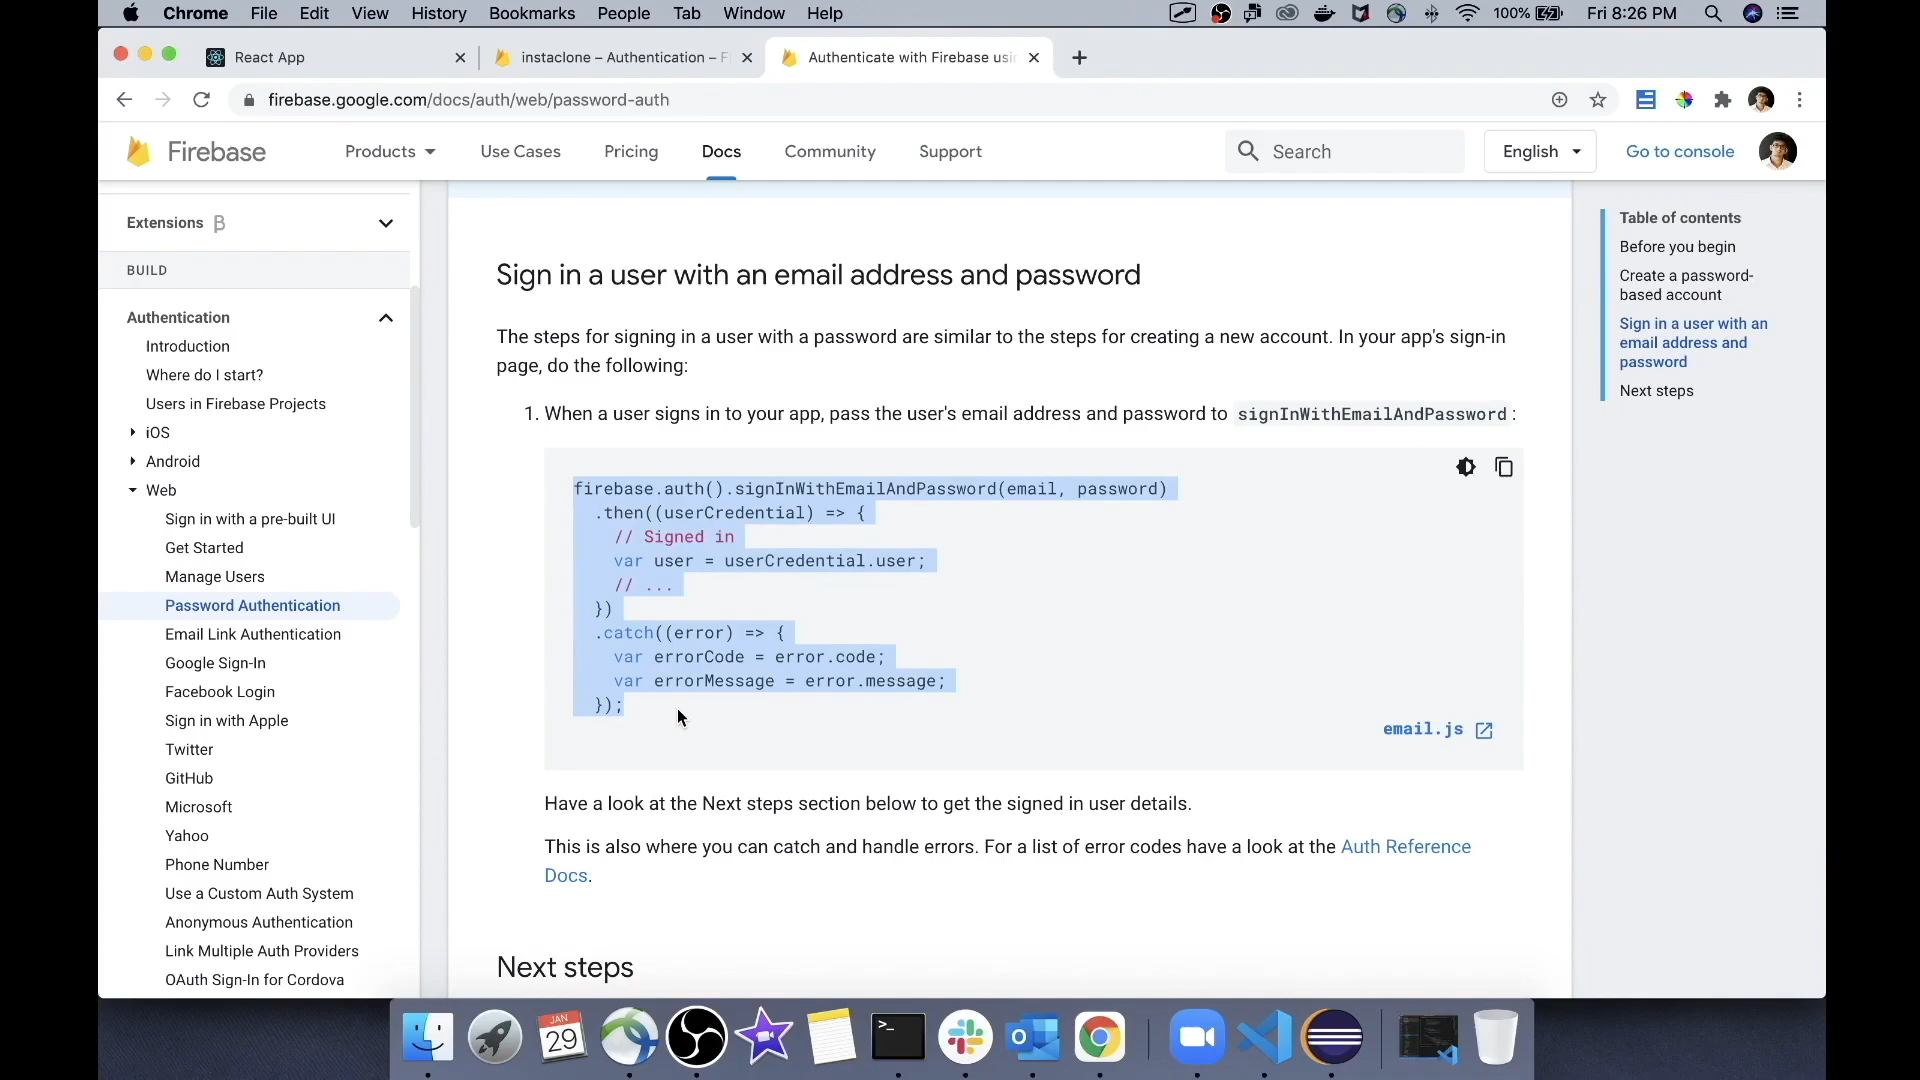 Chrome File Edit View History Bookmarks People Tab Window Help 100% Fri 8:26 PM
React App
instaclone – Authentication – F
Authenticate with Firebase usi
firebase.google.com/docs/auth/web/password-auth
Firebase Products Use Cases Pricing Docs Community Support Search English Go to console
Extensions β
BUILD
Authentication
Introduction
Where do I start?
Users in Firebase Projects
iOS
Android
Web
Sign in with a pre-built UI
Get Started
Manage Users
Password Authentication
Email Link Authentication
Google Sign-In
Facebook Login
Sign in with Apple
Twitter
GitHub
Microsoft
Yahoo
Phone Number
Use a Custom Auth System
Anonymous Authentication
Link Multiple Auth Providers
OAuth Sign-In for Cordova
Sign in a user with an email address and password
The steps for signing in a user with a password are similar to the steps for creating a new account. In your app's sign-in
page, do the following:
1. When a user signs in to your app, pass the user's email address and password to signInWithEmailAndPassword:
firebase.auth().signInWithEmailAndPassword(email, password)
.then((userCredential) => {
// Signed in
var user = userCredential.user;
// ...
})
.catch((error) => {
var errorCode = error.code;
var errorMessage = error.message;
});
email.js
Have a look at the Next steps section below to get the signed in user details.
This is also where you can catch and handle errors. For a list of error codes have a look at the Auth Reference
Docs.
Next steps
Table of contents
Before you begin
Create a password-
based account
Sign in a user with an
email address and
password
Next steps
JAN
29